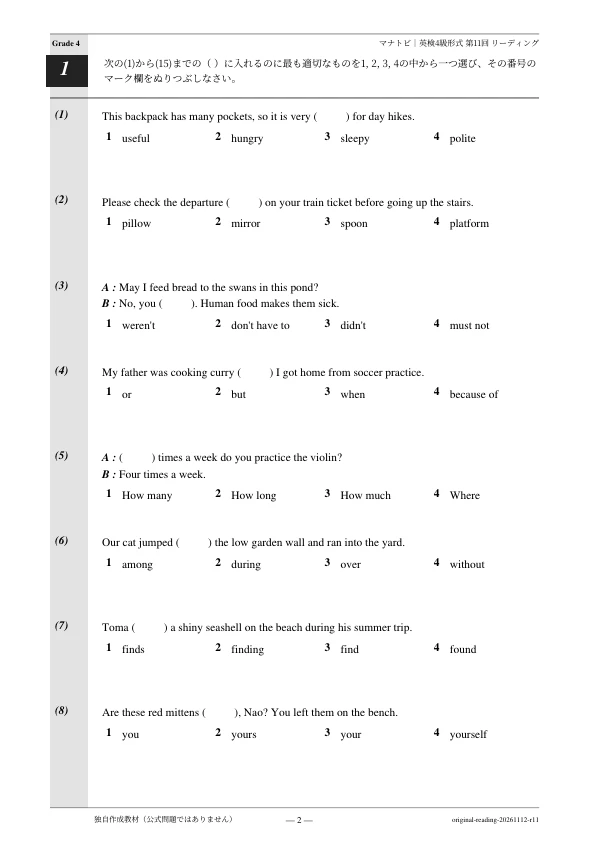 Grade 4
マナトビ｜英検4級形式 第11回 リーディング
1
次の(1)から(15)までの（ ）に入れるのに最も適切なものを1, 2, 3, 4の中から一つ選び、その番号の
マーク欄をぬりつぶしなさい。
(1) This backpack has many pockets, so it is very (          ) for day hikes.
1 useful 2 hungry 3 sleepy 4 polite
(2) Please check the departure (          ) on your train ticket before going up the stairs.
1 pillow 2 mirror 3 spoon 4 platform
(3) A : May I feed bread to the swans in this pond?
B : No, you (          ). Human food makes them sick.
1 weren't 2 don't have to 3 didn't 4 must not
(4) My father was cooking curry (          ) I got home from soccer practice.
1 or 2 but 3 when 4 because of
(5) A : (          ) times a week do you practice the violin?
B : Four times a week.
1 How many 2 How long 3 How much 4 Where
(6) Our cat jumped (          ) the low garden wall and ran into the yard.
1 among 2 during 3 over 4 without
(7) Toma (          ) a shiny seashell on the beach during his summer trip.
1 finds 2 finding 3 find 4 found
(8) Are these red mittens (          ), Nao? You left them on the bench.
1 you 2 yours 3 your 4 yourself
独自作成教材（公式問題ではありません）
— 2 —
original-reading-20261112-r11